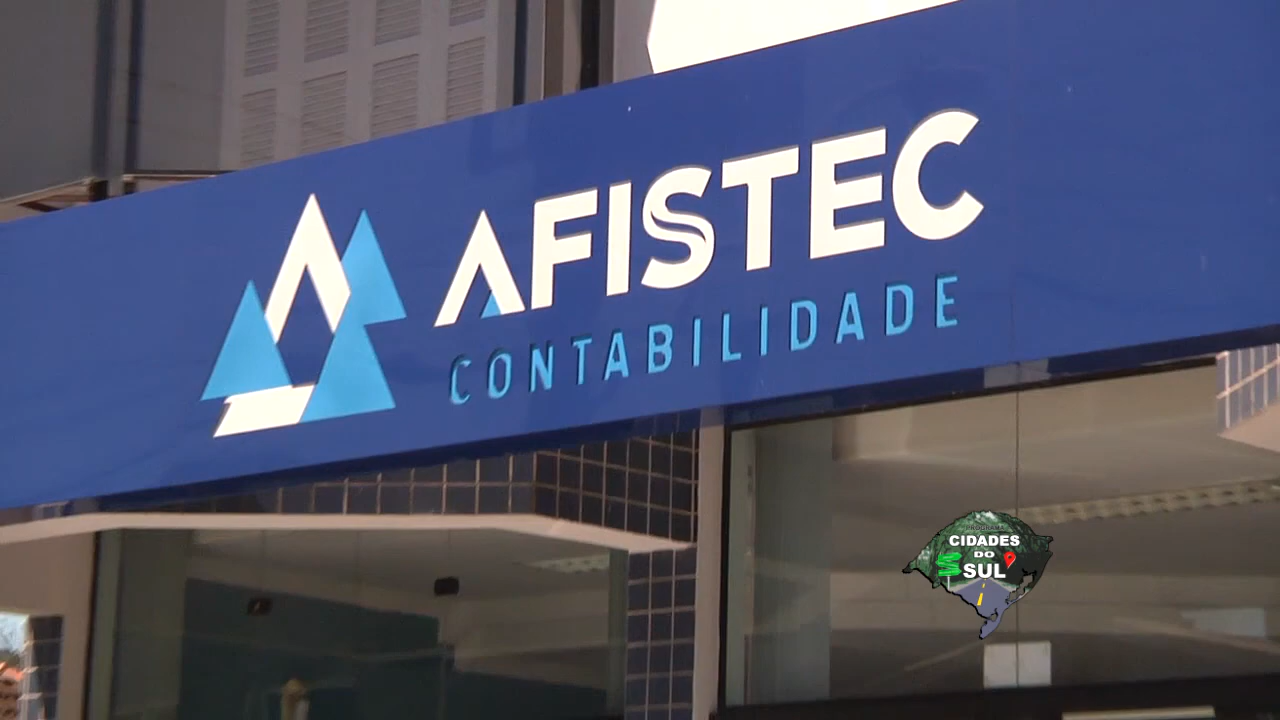 AFISTEC
CONTABILIDADE
PROGRAMA
CIDADES
DO
SUL